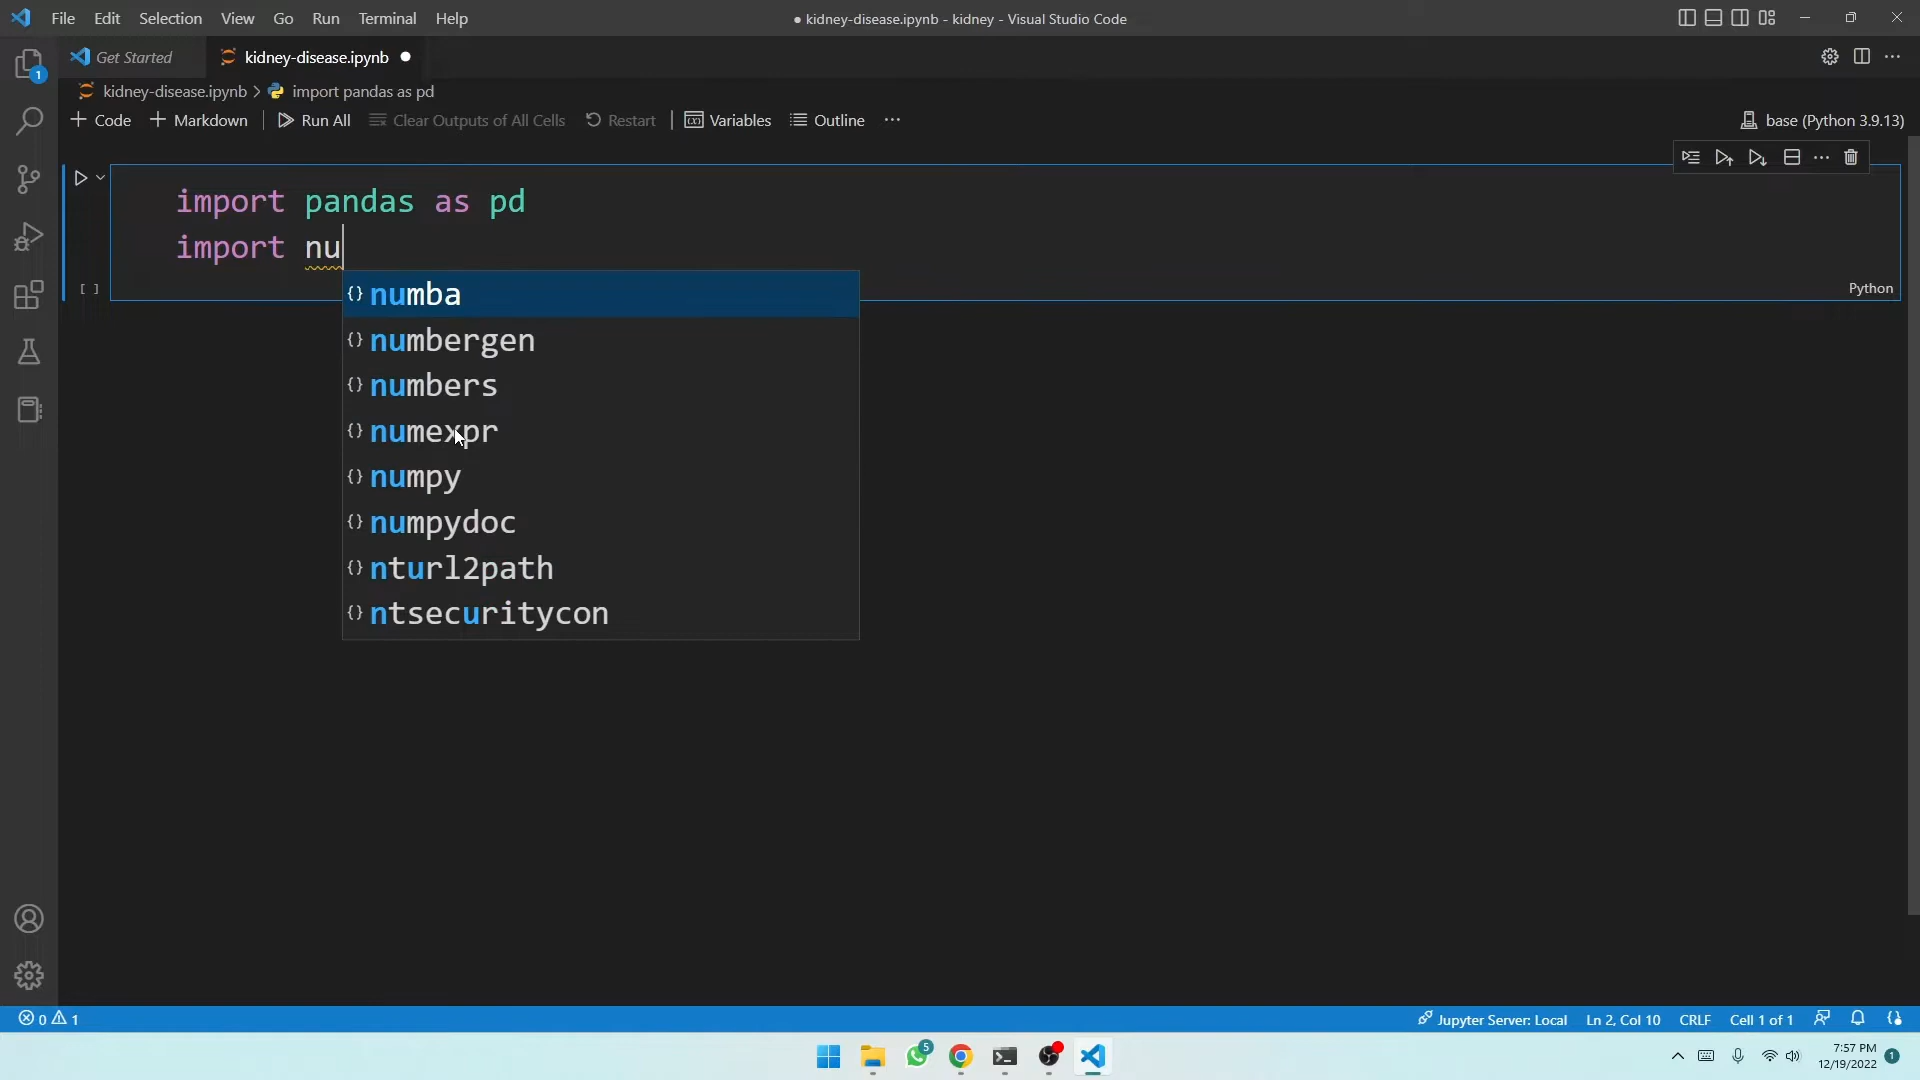 File Edit Selection View Go Run Terminal Help
● kidney-disease.ipynb - kidney - Visual Studio Code
1
Get Started
kidney-disease.ipynb
kidney-disease.ipynb > import pandas as pd
Code
Markdown
Run All
Clear Outputs of All Cells
Restart
Variables
Outline
base (Python 3.9.13)
import pandas as pd
import nu
[ ]
Python
numba
numbergen
numbers
numexpr
numpy
numpydoc
nturl2path
ntsecuritycon
0 1
Jupyter Server: Local
Ln 2, Col 10
CRLF
Cell 1 of 1
5
7:57 PM
12/19/2022
1